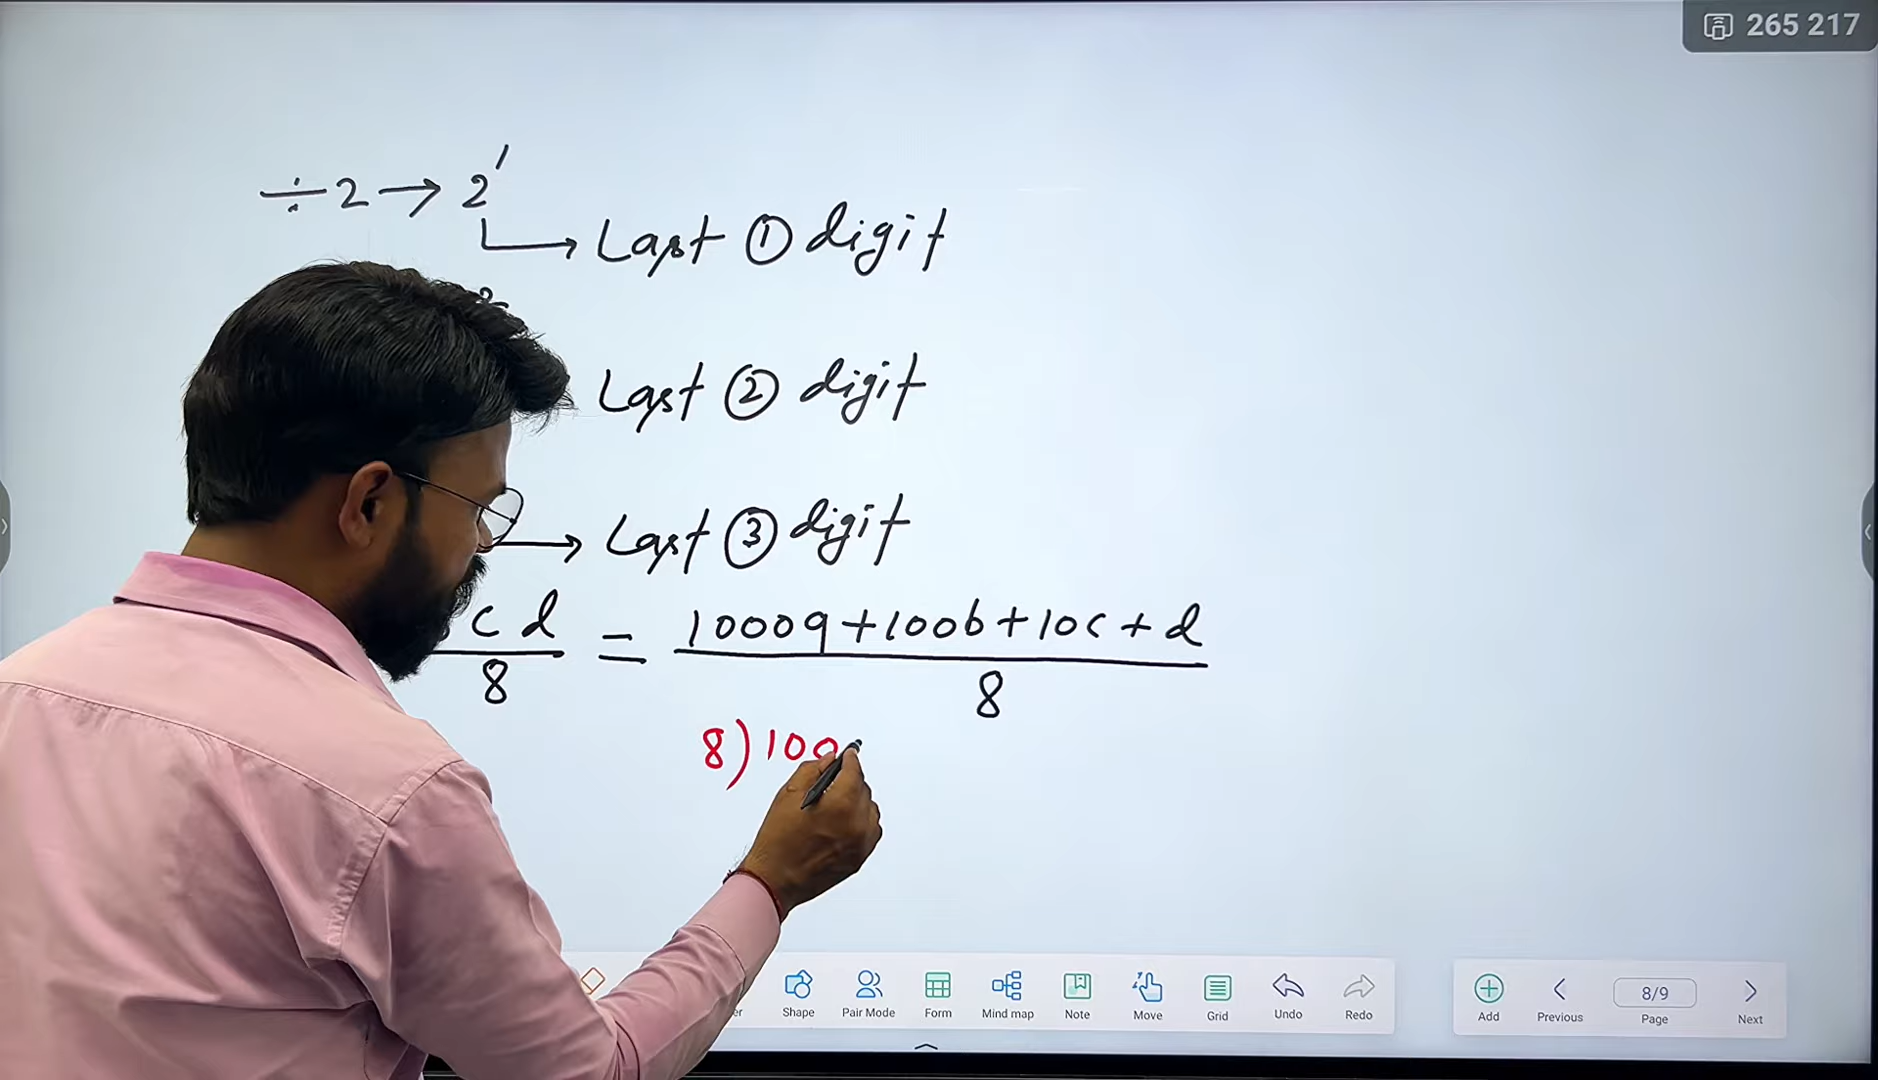 265 217
÷2 → 2¹
Last ① digit
2
Last ② digit
Last ③ digit
c d / 8 = 1000a+100b+10c+d / 8
8)100
Shape Pair Mode Form Mind map Note Move Grid Undo Redo Add Previous 8/9 Page Next